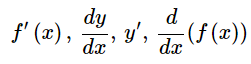 f′(x), dy/dx, y′, d/dx (f(x))